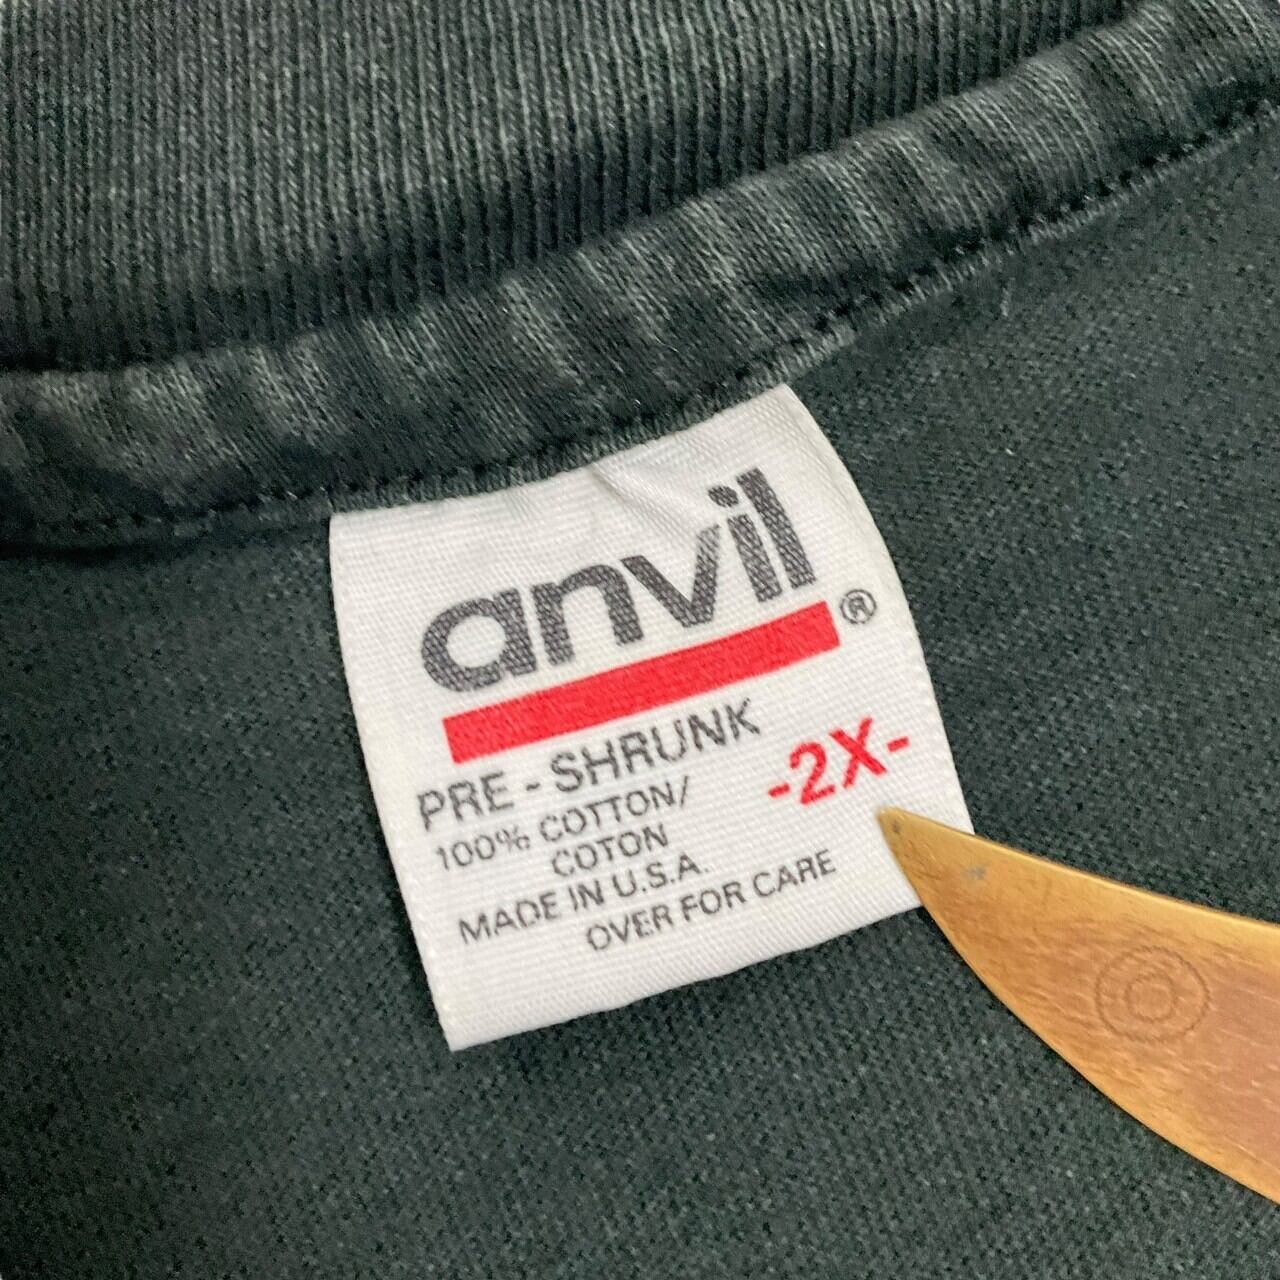 anvil®
PRE - SHRUNK
-2X-
100% COTTON/
COTON
MADE IN U.S.A.
OVER FOR CARE